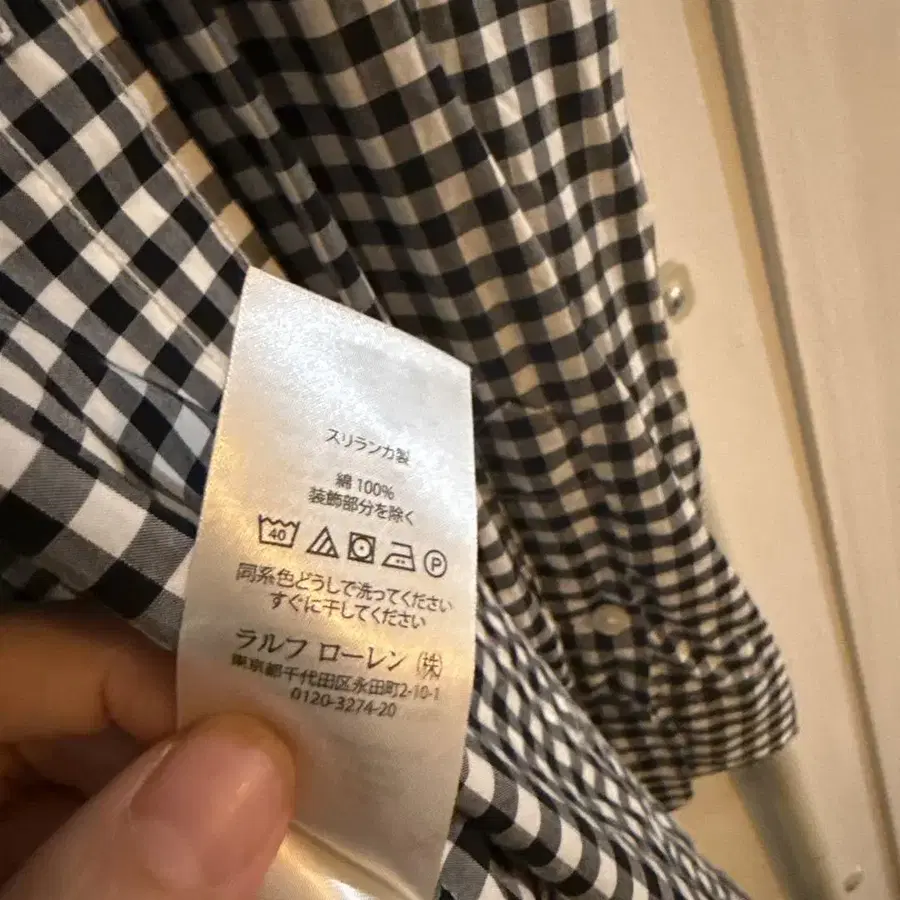 スリランカ製
綿 100%
装飾部分を除く
40 P
同系色どうしで洗ってください
すぐに干してください
ラルフ ローレン (株)
東京都千代田区永田町2-10-1
0120-3274-20